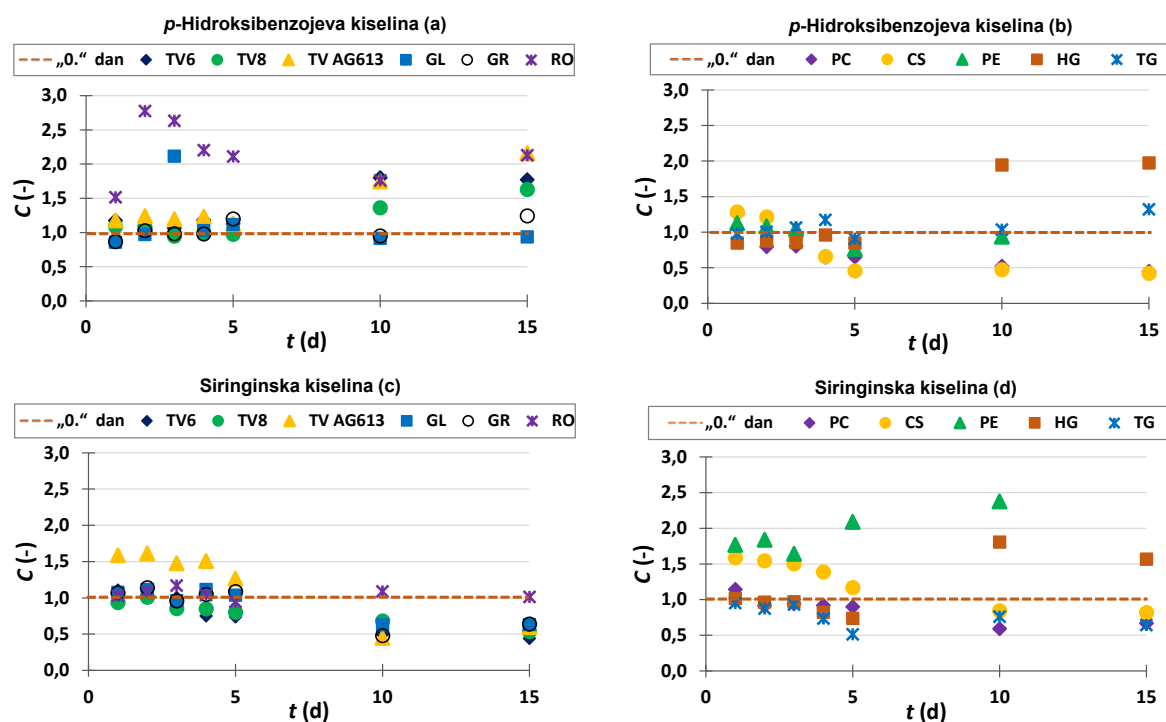 p-Hidroksibenzojeva kiselina (a)
„0.“ dan TV6 TV8 TV AG613 GL GR RO
3,0
2,5
2,0
1,5
1,0
0,5
0,0
C (-)
0 5 10 15
t (d)
p-Hidroksibenzojeva kiselina (b)
„0.“ dan PC CS PE HG TG
3,0
2,5
2,0
1,5
1,0
0,5
0,0
C (-)
0 5 10 15
t (d)
Siringinska kiselina (c)
„0.“ dan TV6 TV8 TV AG613 GL GR RO
3,0
2,5
2,0
1,5
1,0
0,5
0,0
C (-)
0 5 10 15
t (d)
Siringinska kiselina (d)
„0.“ dan PC CS PE HG TG
3,0
2,5
2,0
1,5
1,0
0,5
0,0
C (-)
0 5 10 15
t (d)